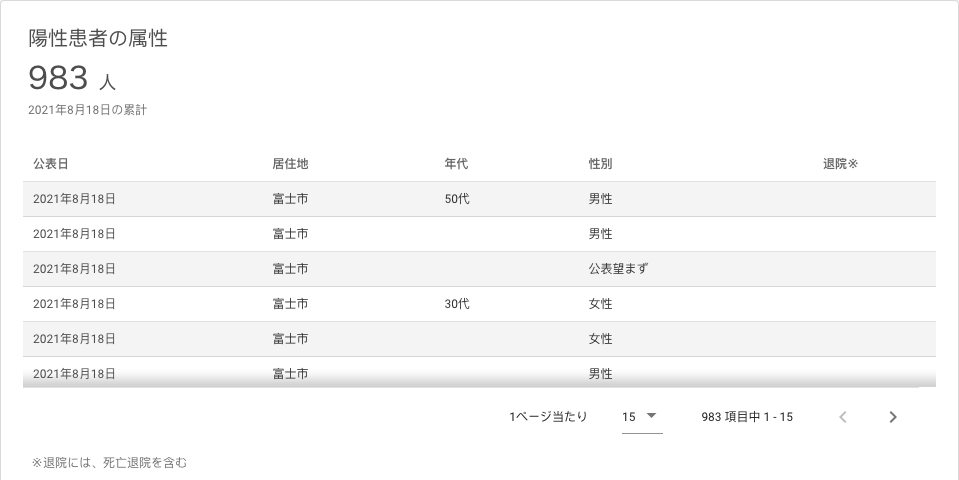 陽性患者の属性
983 人
2021年8月18日の累計
公表日 居住地 年代 性別 退院※
2021年8月18日 富士市 50代 男性
2021年8月18日 富士市 男性
2021年8月18日 富士市 公表望まず
2021年8月18日 富士市 30代 女性
2021年8月18日 富士市 女性
2021年8月18日 富士市 男性
1ページ当たり 15 983 項目中 1 - 15
※退院には、死亡退院を含む